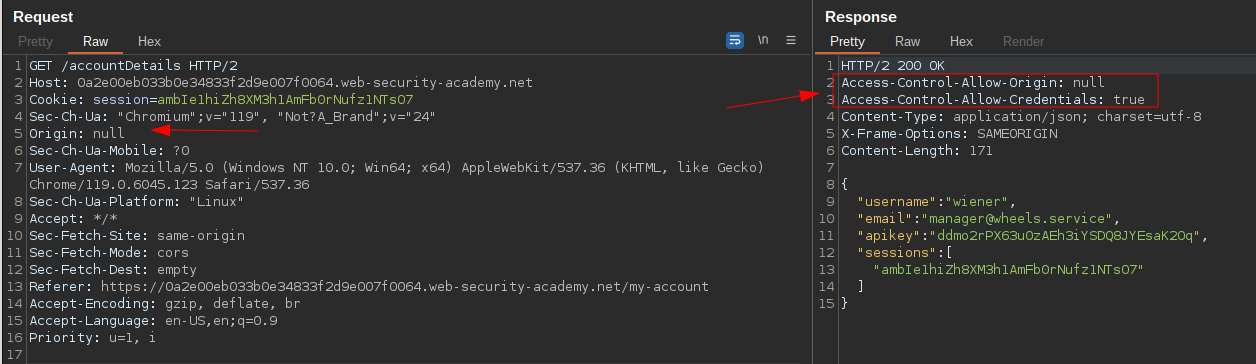 Request
Pretty Raw Hex
\n
1 GET /accountDetails HTTP/2
2 Host: 0a2e00eb033b0e34833f2d9e007f0064.web-security-academy.net
3 Cookie: session=ambIe1hiZh8XM3h1AmFbOrNufz1NTsO7
4 Sec-Ch-Ua: "Chromium";v="119", "Not?A_Brand";v="24"
5 Origin: null
6 Sec-Ch-Ua-Mobile: ?0
7 User-Agent: Mozilla/5.0 (Windows NT 10.0; Win64; x64) AppleWebKit/537.36 (KHTML, like Gecko)
Chrome/119.0.6045.123 Safari/537.36
8 Sec-Ch-Ua-Platform: "Linux"
9 Accept: */*
10 Sec-Fetch-Site: same-origin
11 Sec-Fetch-Mode: cors
12 Sec-Fetch-Dest: empty
13 Referer: https://0a2e00eb033b0e34833f2d9e007f0064.web-security-academy.net/my-account
14 Accept-Encoding: gzip, deflate, br
15 Accept-Language: en-US,en;q=0.9
16 Priority: u=1, i
17
Response
Pretty Raw Hex Render
1 HTTP/2 200 OK
2 Access-Control-Allow-Origin: null
3 Access-Control-Allow-Credentials: true
4 Content-Type: application/json; charset=utf-8
5 X-Frame-Options: SAMEORIGIN
6 Content-Length: 171
7
8 {
9 "username":"wiener",
10 "email":"manager@wheels.service",
11 "apikey":"ddmo2rPX63uOzAEh3iYSDQ8JYEsaK2Oq",
12 "sessions":[
13 "ambIe1hiZh8XM3h1AmFbOrNufz1NTsO7"
14 ]
15 }